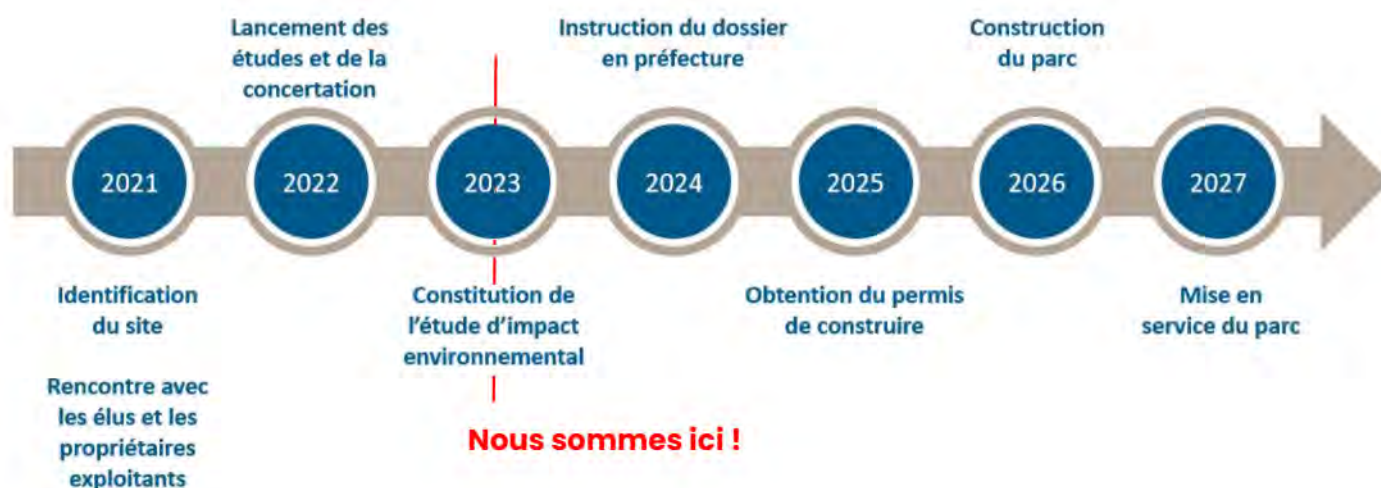 Lancement des
études et de la
concertation
Instruction du dossier
en préfecture
Construction
du parc
2021
2022
2023
2024
2025
2026
2027
Identification
du site
Rencontre avec
les élus et les
propriétaires
exploitants
Constitution de
l'étude d'impact
environnemental
Obtention du permis
de construire
Mise en
service du parc
Nous sommes ici !